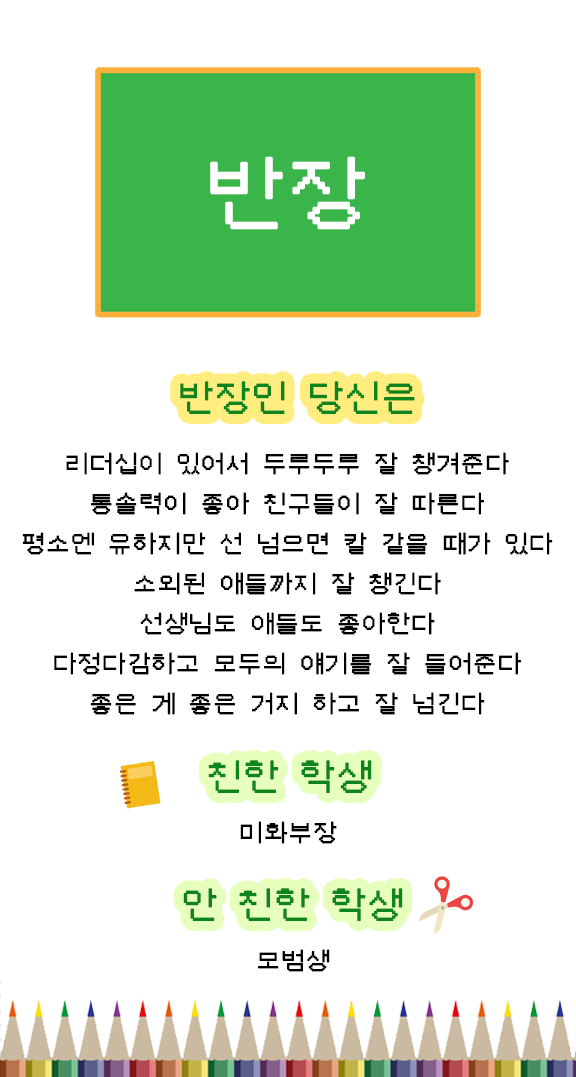 반장
반장인 당신은
리더십이 있어서 두루두루 잘 챙겨준다
통솔력이 좋아 친구들이 잘 따른다
평소엔 유하지만 선 넘으면 칼 같을 때가 있다
소외된 애들까지 잘 챙긴다
선생님도 애들도 좋아한다
다정다감하고 모두의 얘기를 잘 들어준다
좋은 게 좋은 거지 하고 잘 넘긴다
친한 학생
미화부장
안 친한 학생
모범생